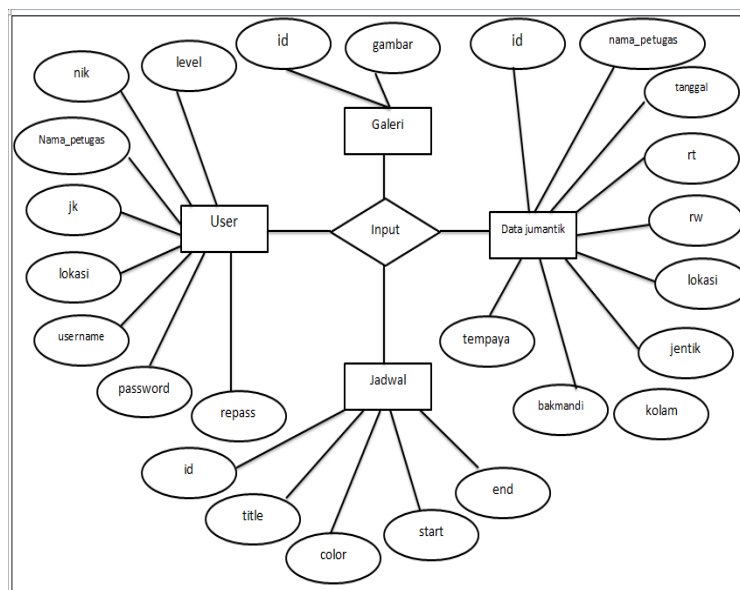 id
gambar
id
nama_petugas
nik
level
tanggal
Galeri
Nama_petugas
rt
jk
User
Input
Data jumantik
rw
lokasi
lokasi
username
tempaya
jentik
password
repass
Jadwal
bakmandi
kolam
id
title
color
start
end